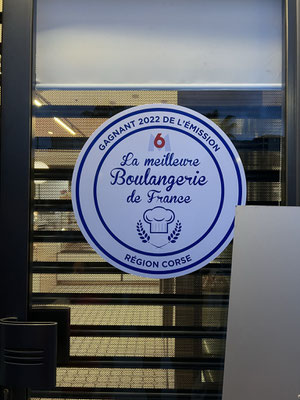 GAGNANT 2022 DE L'ÉMISSION
6
La meilleure
Boulangerie
de France
RÉGION CORSE